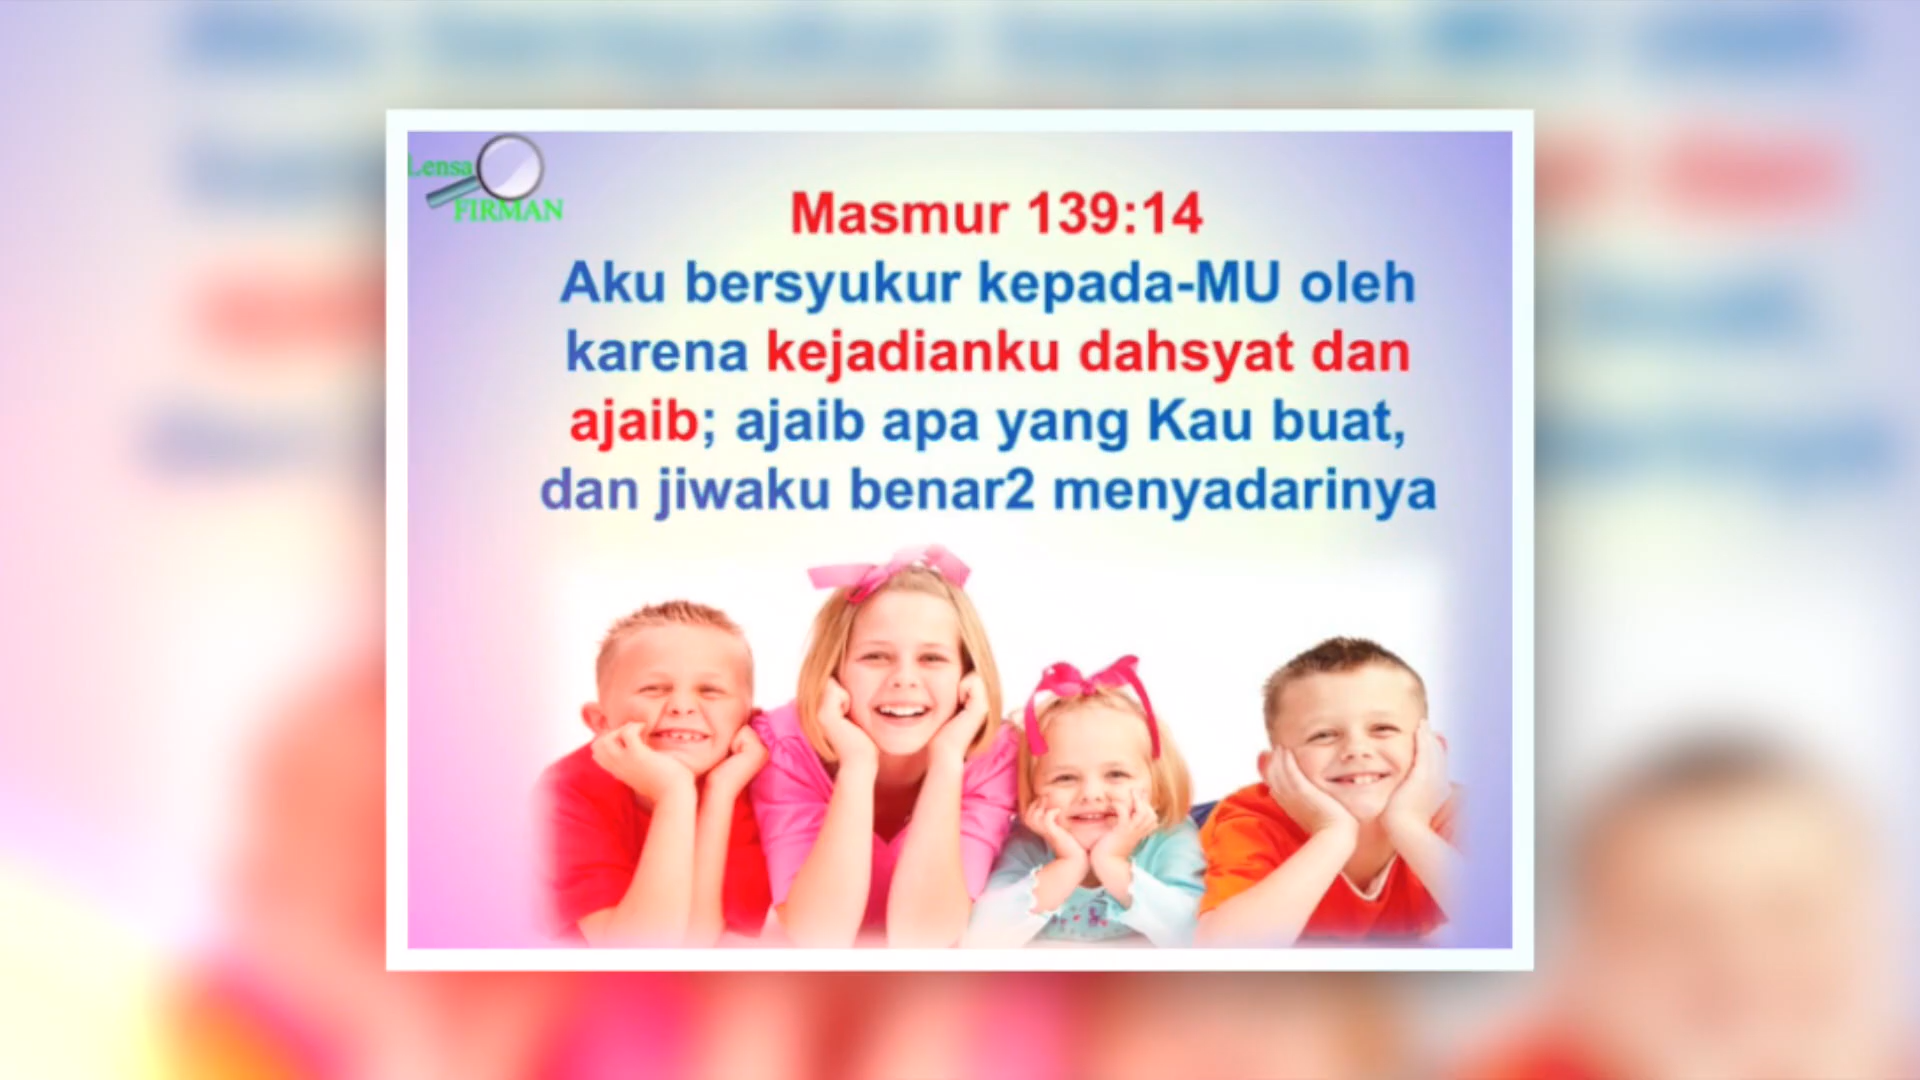 Lensa
FIRMAN
Masmur 139:14
Aku bersyukur kepada-MU oleh
karena kejadianku dahsyat dan
ajaib; ajaib apa yang Kau buat,
dan jiwaku benar2 menyadarinya